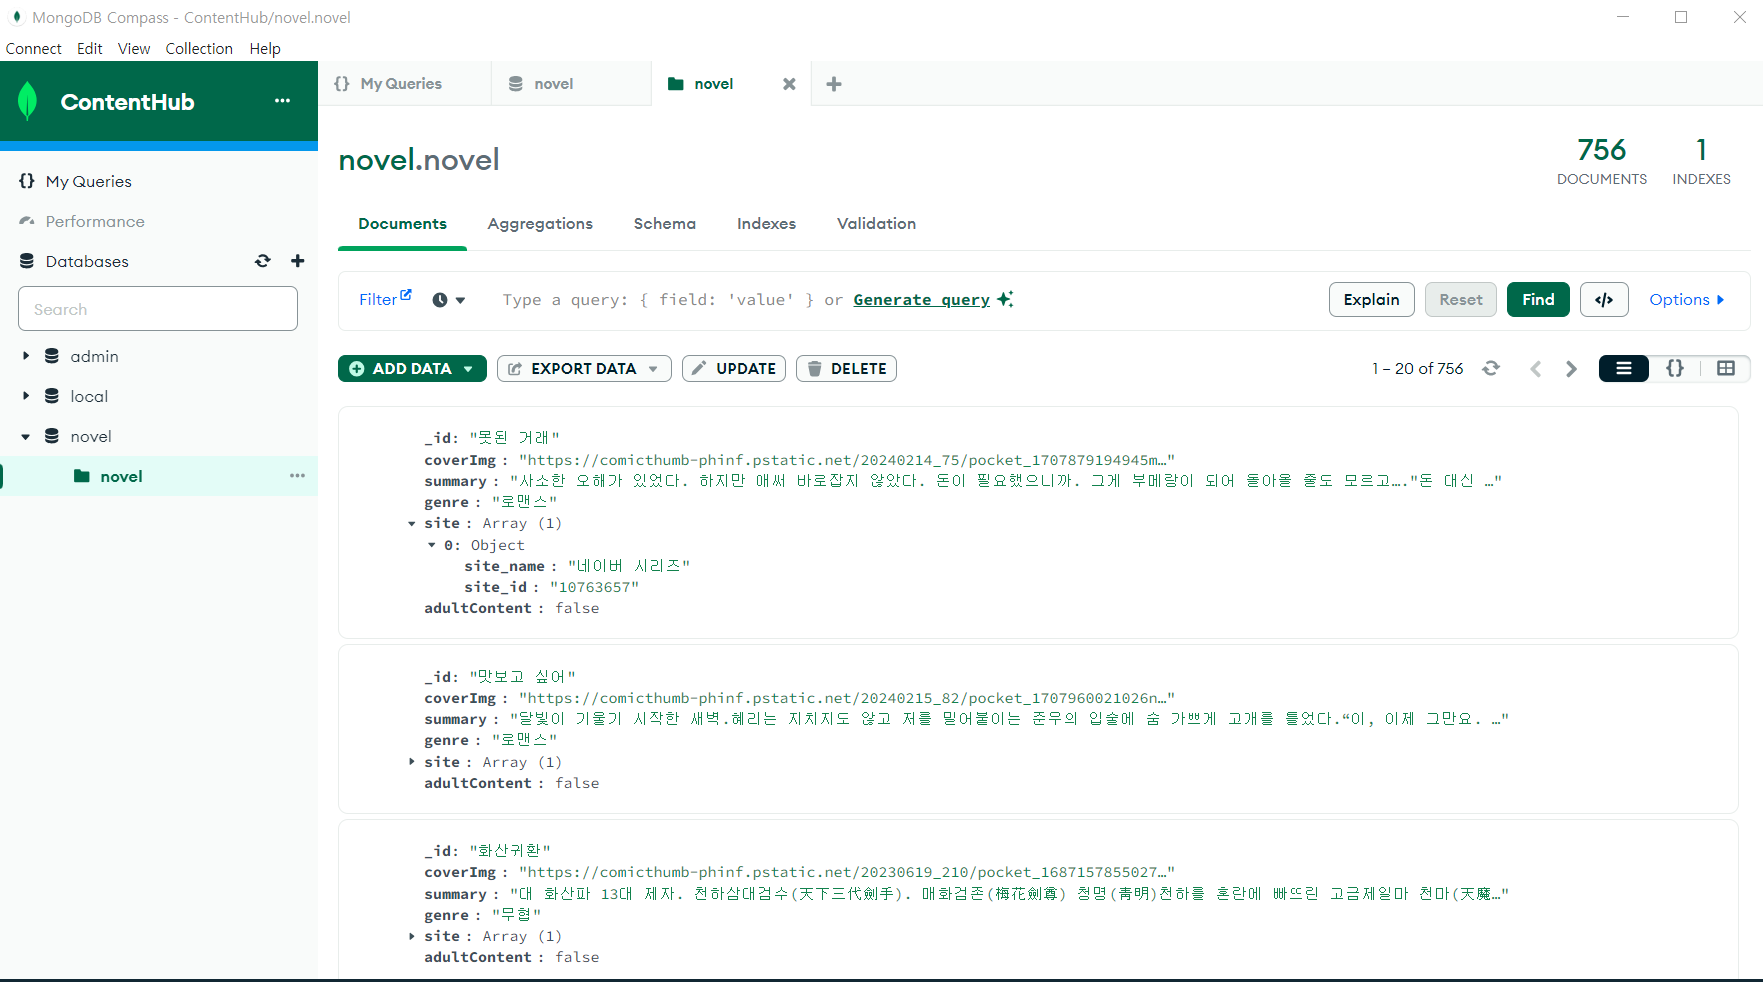 MongoDB Compass - ContentHub/novel.novel
Connect Edit View Collection Help
ContentHub
My Queries
Performance
Databases
Search
admin
local
novel
novel
My Queries novel novel
novel.novel
756 DOCUMENTS
1 INDEXES
Documents Aggregations Schema Indexes Validation
Filter Type a query: { field: 'value' } or Generate query Explain Reset Find </> Options
ADD DATA EXPORT DATA UPDATE DELETE 1 – 20 of 756 {}
_id: "못된 거래"
coverImg : "https://comicthumb-phinf.pstatic.net/20240214_75/pocket_1707879194945m…"
summary : "사소한 오해가 있었다. 하지만 애써 바로잡지 않았다. 돈이 필요했으니까. 그게 부메랑이 되어 돌아올 줄도 모르고…."돈 대신 …"
genre : "로맨스"
site : Array (1)
0: Object
site_name : "네이버 시리즈"
site_id : "10763657"
adultContent : false
_id: "맛보고 싶어"
coverImg : "https://comicthumb-phinf.pstatic.net/20240215_82/pocket_1707960021026n…"
summary : "달빛이 기울기 시작한 새벽.혜리는 지치지도 않고 저를 밀어붙이는 준우의 입술에 숨 가쁘게 고개를 틀었다.“이, 이제 그만요. …"
genre : "로맨스"
site : Array (1)
adultContent : false
_id: "화산귀환"
coverImg : "https://comicthumb-phinf.pstatic.net/20230619_210/pocket_1687157855027…"
summary : "대 화산파 13대 제자. 천하삼대검수(天下三代劍手). 매화검존(梅花劍尊) 청명(靑明)천하를 혼란에 빠뜨린 고금제일마 천마(天魔…"
genre : "무협"
site : Array (1)
adultContent : false